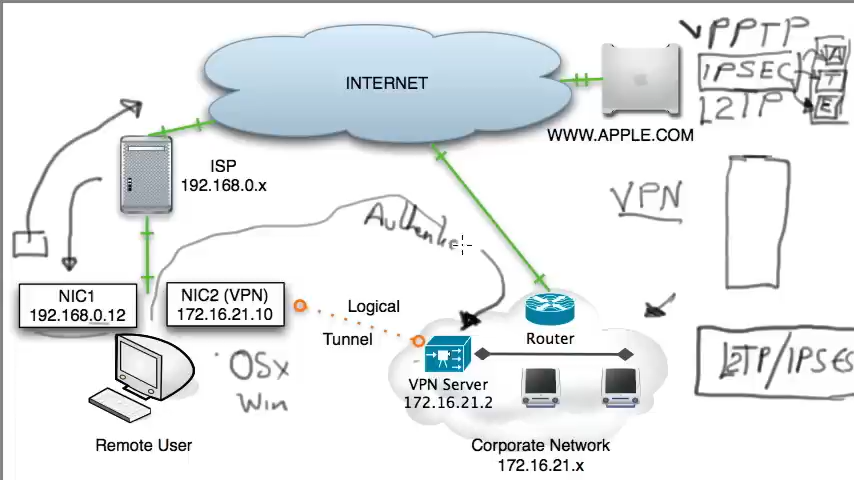 INTERNET
WWW.APPLE.COM
VPPTP
IPSEC
A
T
E
L2TP
ISP
192.168.0.x
VPN
NIC1
192.168.0.12
NIC2 (VPN)
172.16.21.10
Logical
Tunnel
Router
VPN Server
172.16.21.2
OSx
Win
L2TP/IPSEC
Remote User
Corporate Network
172.16.21.x